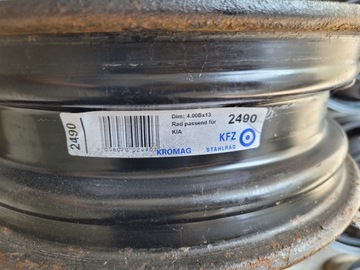 2490
Dim: 4.00Bx13
Rad passend für
KIA
2490
KFZ
STAHLRAD
KROMAG